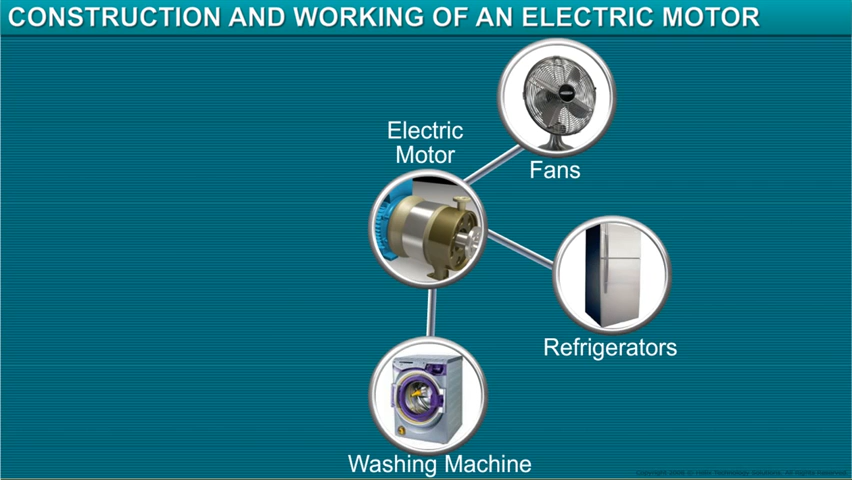 CONSTRUCTION AND WORKING OF AN ELECTRIC MOTOR
Electric
Motor
Fans
Refrigerators
Washing Machine